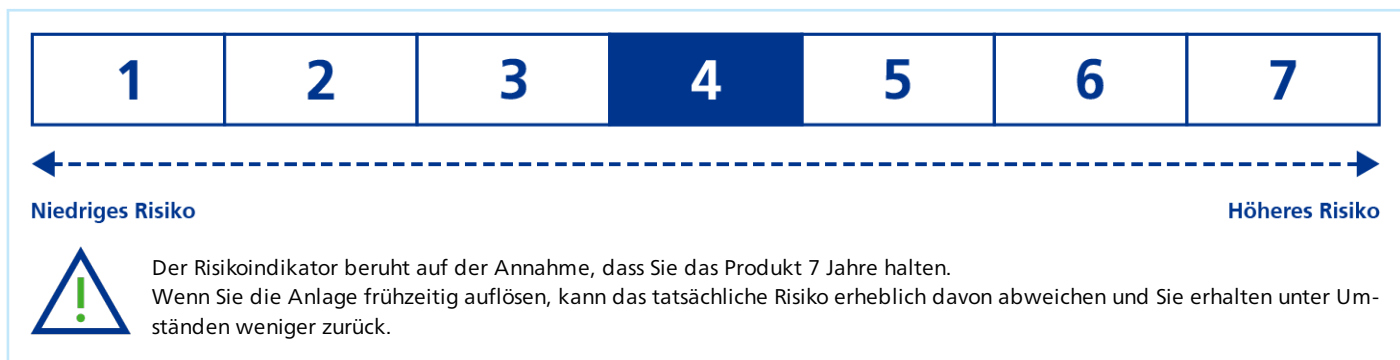 1 2 3 4 5 6 7
Niedriges Risiko Höheres Risiko
Der Risikoindikator beruht auf der Annahme, dass Sie das Produkt 7 Jahre halten.
Wenn Sie die Anlage frühzeitig auflösen, kann das tatsächliche Risiko erheblich davon abweichen und Sie erhalten unter Um-
ständen weniger zurück.